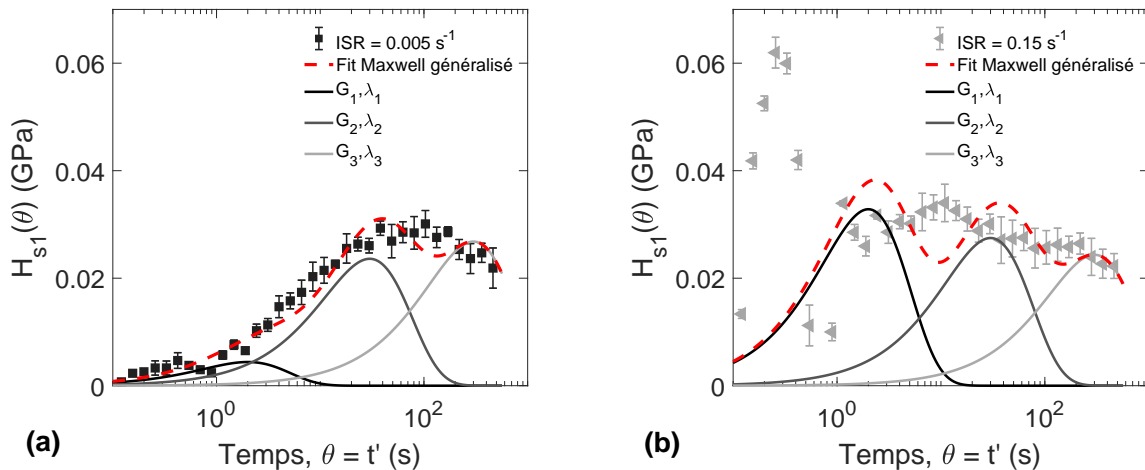 0.06
0.04
0.02
0
H_s1(θ) (GPa)
ISR = 0.005 s^-1
Fit Maxwell généralisé
G_1,λ_1
G_2,λ_2
G_3,λ_3
10^0
10^2
Temps, θ = t' (s)
(a)
0.06
0.04
0.02
0
H_s1(θ) (GPa)
ISR = 0.15 s^-1
Fit Maxwell généralisé
G_1,λ_1
G_2,λ_2
G_3,λ_3
10^0
10^2
Temps, θ = t' (s)
(b)